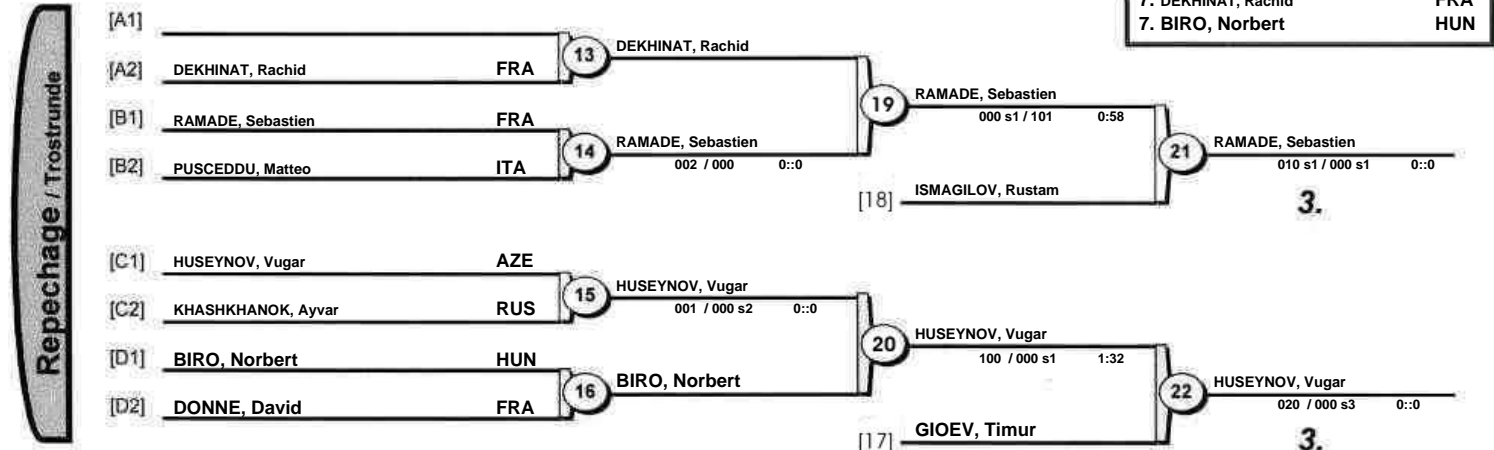 7. DEKHINAT, Rachid FRA
7. BIRO, Norbert HUN
Repechage / Trostrunde
[A1]
13 DEKHINAT, Rachid
[A2] DEKHINAT, Rachid FRA
19 RAMADE, Sebastien
000 s1 / 101 0:58
[B1] RAMADE, Sebastien FRA
14 RAMADE, Sebastien
002 / 000 0::0
21 RAMADE, Sebastien
010 s1 / 000 s1 0::0
[B2] PUSCEDDU, Matteo ITA
[18] ISMAGILOV, Rustam
3.
[C1] HUSEYNOV, Vugar AZE
15 HUSEYNOV, Vugar
001 / 000 s2 0::0
[C2] KHASHKHANOK, Ayvar RUS
20 HUSEYNOV, Vugar
100 / 000 s1 1:32
[D1] BIRO, Norbert HUN
16 BIRO, Norbert
22 HUSEYNOV, Vugar
020 / 000 s3 0::0
[D2] DONNE, David FRA
[17] GIOEV, Timur
3.